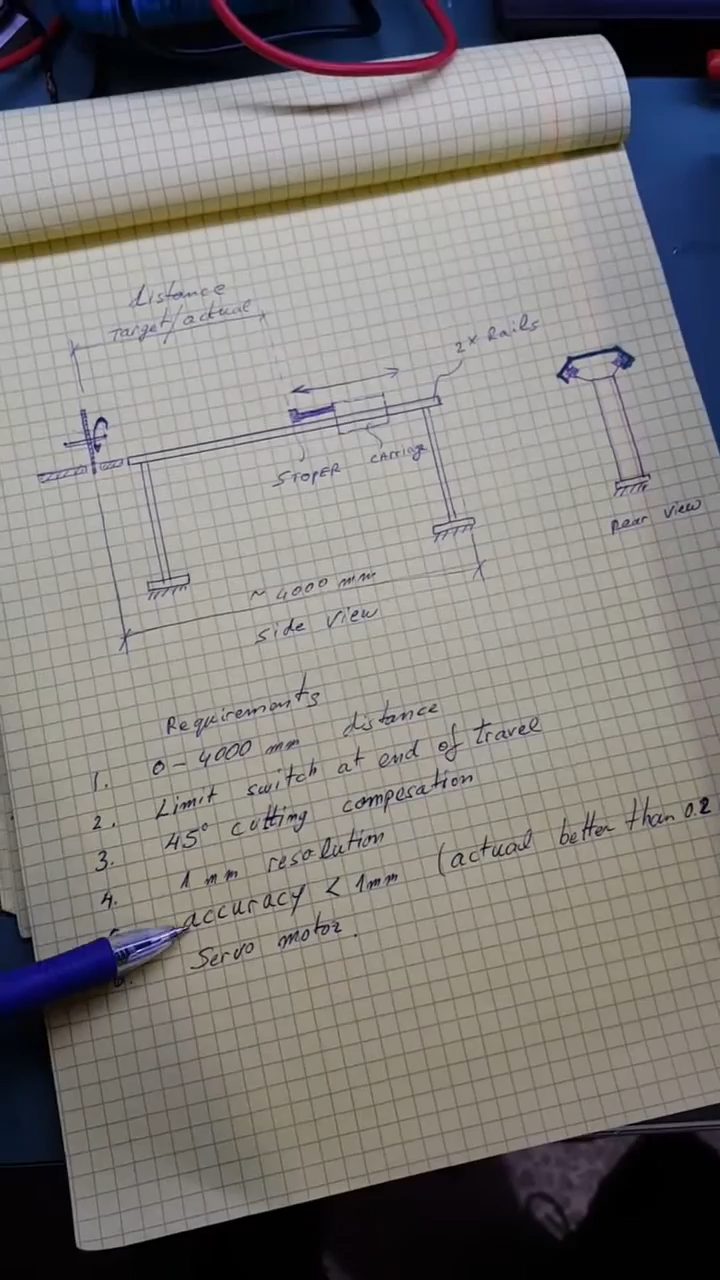 distance
Target/actual
2x Rails
STOPER
carriage
rear view
~ 4000 mm
side view
Requirements
1. 0 - 4000 mm distance
2. Limit switch at end of travel
3. 45° cutting compesation
4. 1 mm resolution
accuracy < 1mm (actual better than 0.2
6. Servo motor.